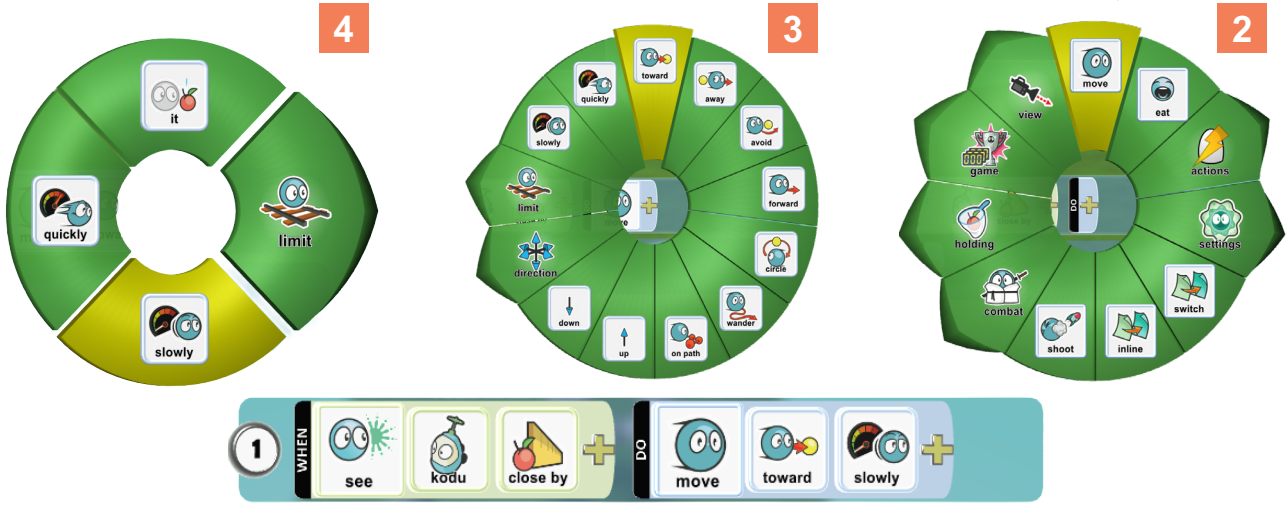 4
it
quickly
limit
slowly
3
toward
quickly
away
slowly
avoid
limit
forward
direction
circle
down
wander
up
on path
2
move
view
eat
game
actions
DO
holding
settings
combat
switch
shoot
inline
1
WHEN
see
kodu
close by
DO
move
toward
slowly